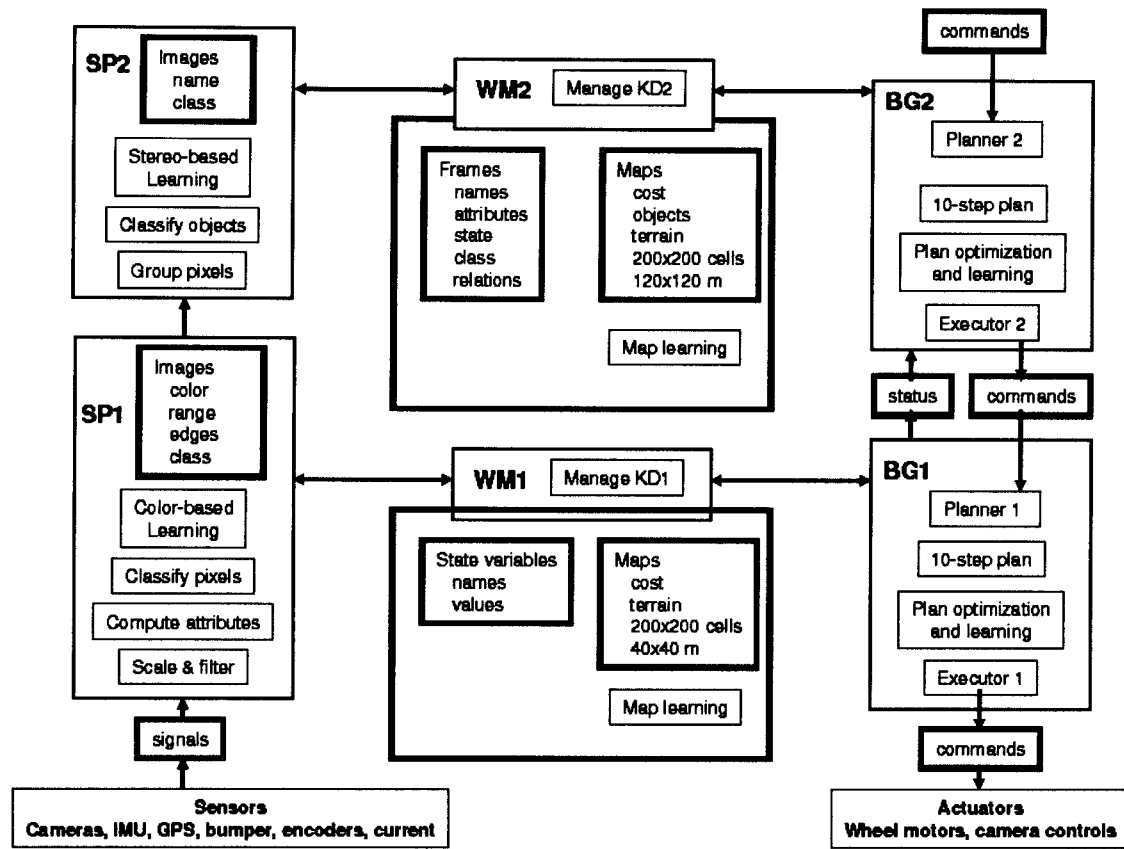 SP2
Images
name
class
Stereo-based
Learning
Classify objects
Group pixels
WM2
Manage KD2
Frames
names
attributes
state
class
relations
Maps
cost
objects
terrain
200x200 cells
120x120 m
Map learning
commands
BG2
Planner 2
10-step plan
Plan optimization
and learning
Executor 2
status
commands
SP1
Images
color
range
edges
class
Color-based
Learning
Classify pixels
Compute attributes
Scale & filter
signals
WM1
Manage KD1
State variables
names
values
Maps
cost
terrain
200x200 cells
40x40 m
Map learning
BG1
Planner 1
10-step plan
Plan optimization
and learning
Executor 1
commands
Sensors
Cameras, IMU, GPS, bumper, encoders, current
Actuators
Wheel motors, camera controls